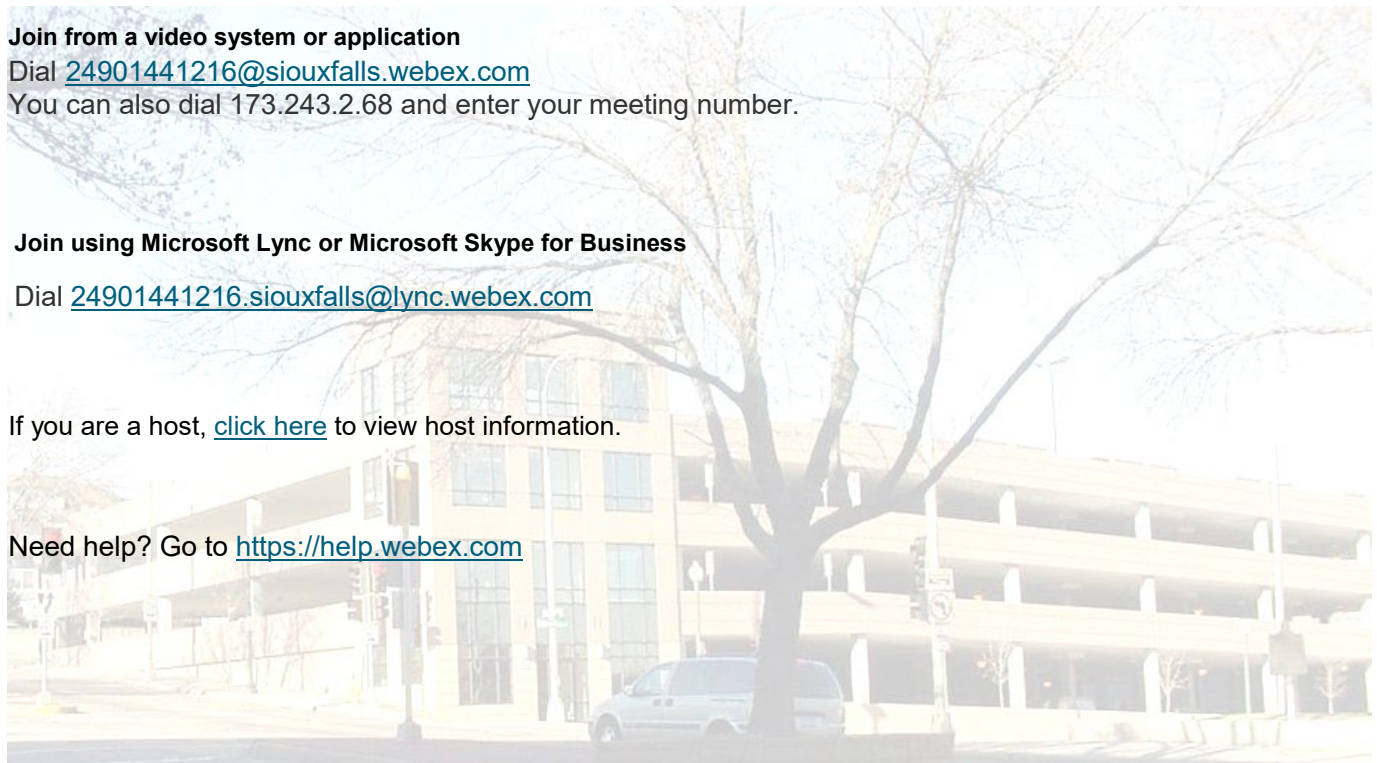 Join from a video system or application
Dial 24901441216@siouxfalls.webex.com
You can also dial 173.243.2.68 and enter your meeting number.
Join using Microsoft Lync or Microsoft Skype for Business
Dial 24901441216.siouxfalls@lync.webex.com
If you are a host, click here to view host information.
Need help? Go to https://help.webex.com